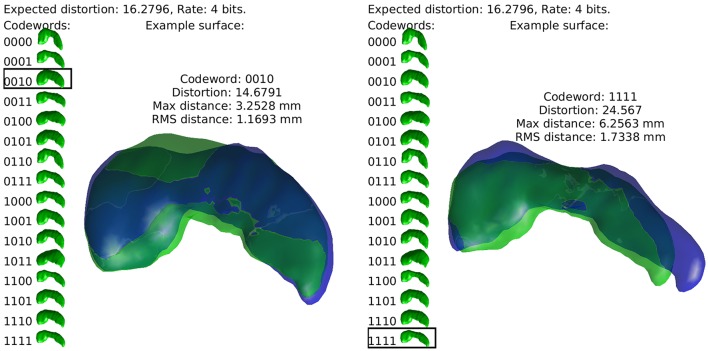 Expected distortion: 16.2796, Rate: 4 bits.
Codewords:
Example surface:
0000
0001
0010
0011
0100
0101
0110
0111
1000
1001
1010
1011
1100
1101
1110
1111
Codeword: 0010
Distortion: 14.6791
Max distance: 3.2528 mm
RMS distance: 1.1693 mm
Expected distortion: 16.2796, Rate: 4 bits.
Codewords:
Example surface:
0000
0001
0010
0011
0100
0101
0110
0111
1000
1001
1010
1011
1100
1101
1110
1111
Codeword: 1111
Distortion: 24.567
Max distance: 6.2563 mm
RMS distance: 1.7338 mm